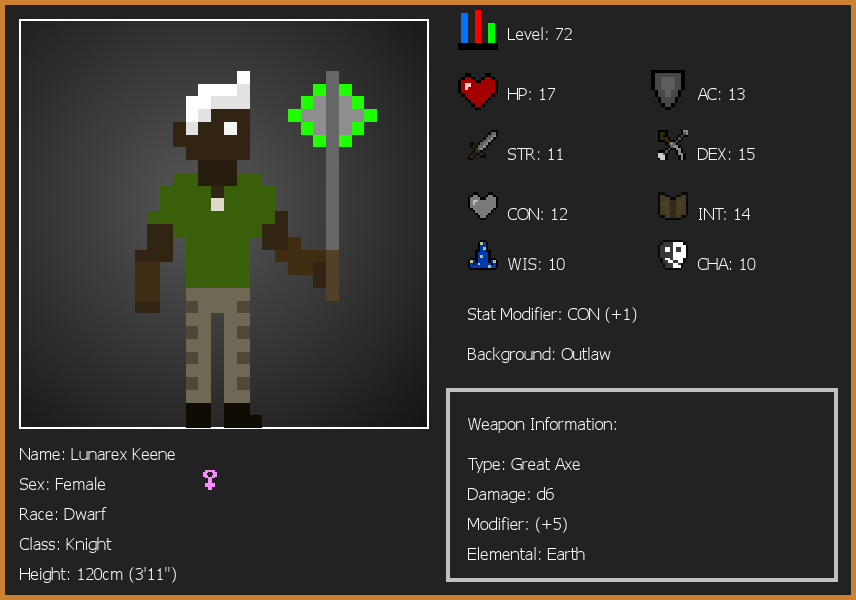 Level: 72
HP: 17
AC: 13
STR: 11
DEX: 15
CON: 12
INT: 14
WIS: 10
CHA: 10
Stat Modifier: CON (+1)
Background: Outlaw
Name: Lunarex Keene
Sex: Female
Race: Dwarf
Class: Knight
Height: 120cm (3'11")
Weapon Information:
Type: Great Axe
Damage: d6
Modifier: (+5)
Elemental: Earth